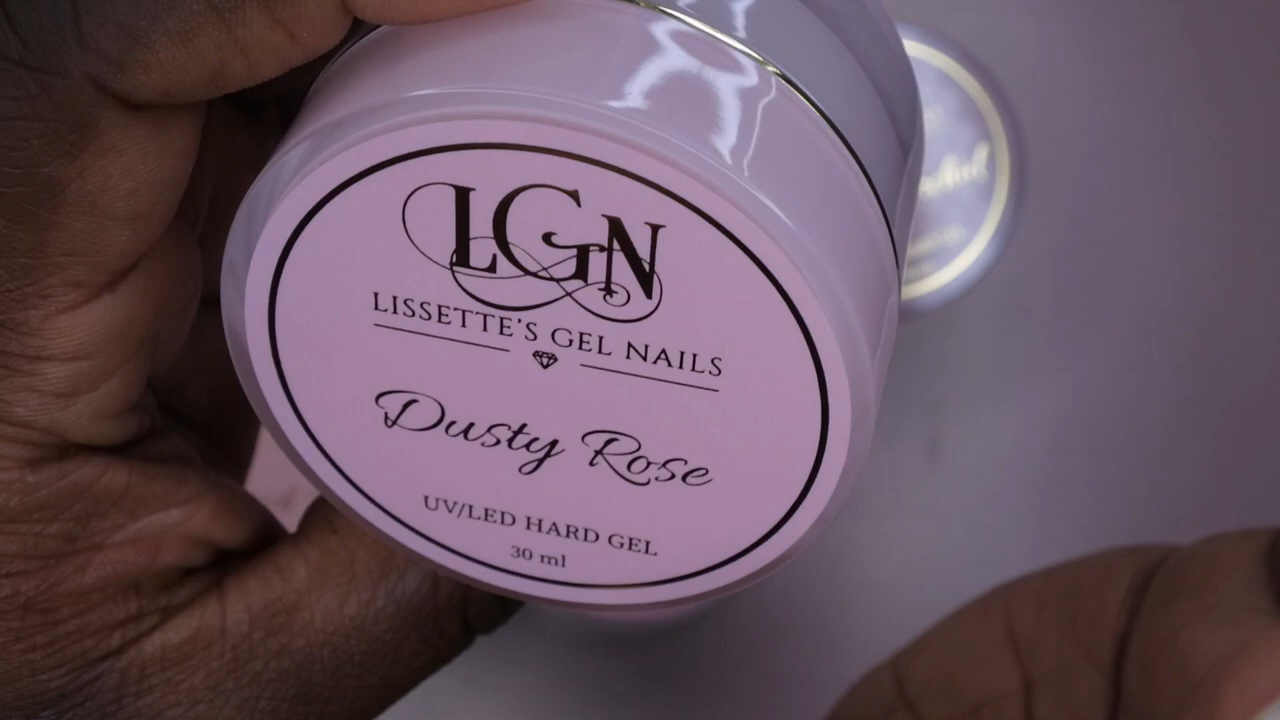 LGN
LISSETTE'S GEL NAILS
Dusty Rose
UV/LED HARD GEL
30 ml